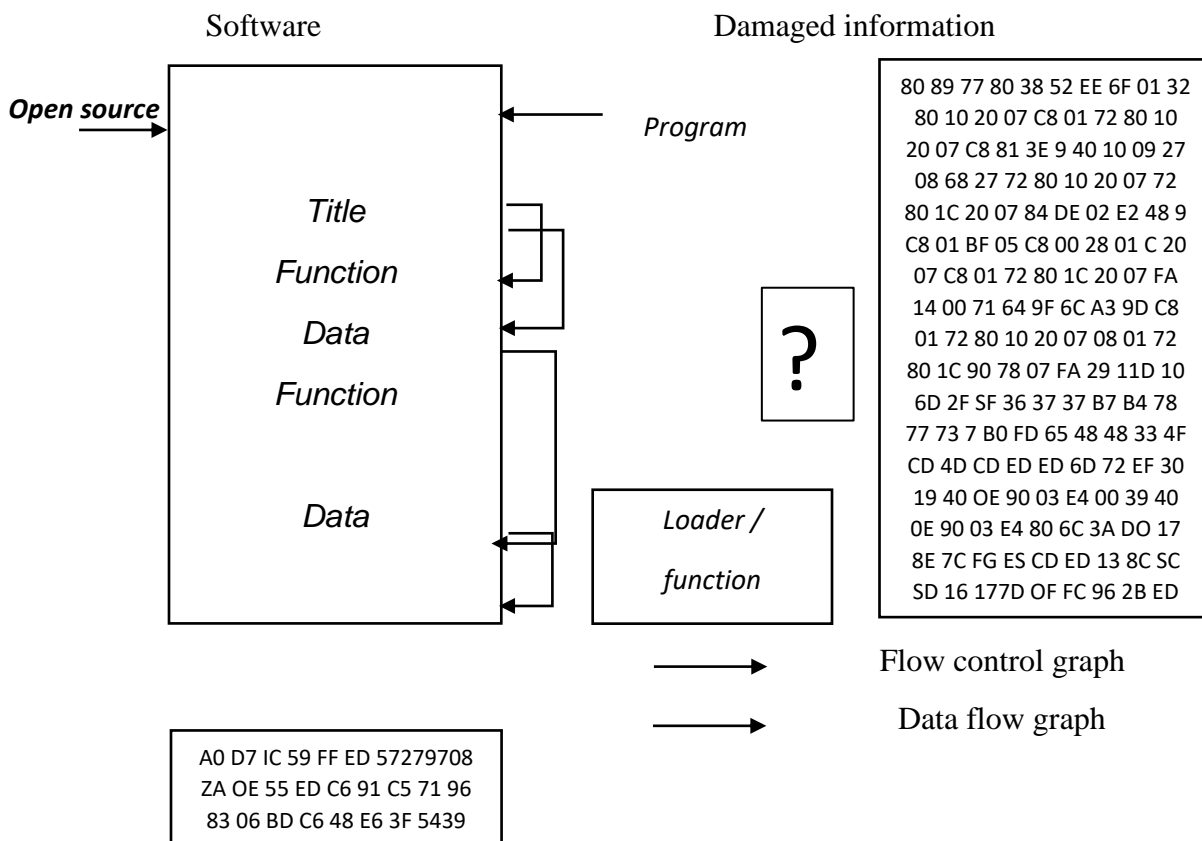 Software
Damaged information
Open source
Program
Title
Function
Data
Function
Data
?
Loader /
function
80 89 77 80 38 52 EE 6F 01 32
80 10 20 07 C8 01 72 80 10
20 07 C8 81 3E 9 40 10 09 27
08 68 27 72 80 10 20 07 72
80 1C 20 07 84 DE 02 E2 48 9
C8 01 BF 05 C8 00 28 01 C 20
07 C8 01 72 80 1C 20 07 FA
14 00 71 64 9F 6C A3 9D C8
01 72 80 10 20 07 08 01 72
80 1C 90 78 07 FA 29 11D 10
6D 2F SF 36 37 37 B7 B4 78
77 73 7 B0 FD 65 48 48 33 4F
CD 4D CD ED ED 6D 72 EF 30
19 40 OE 90 03 E4 00 39 40
0E 90 03 E4 80 6C 3A DO 17
8E 7C FG ES CD ED 13 8C SC
SD 16 177D OF FC 96 2B ED
Flow control graph
Data flow graph
A0 D7 IC 59 FF ED 57279708
ZA OE 55 ED C6 91 C5 71 96
83 06 BD C6 48 E6 3F 5439